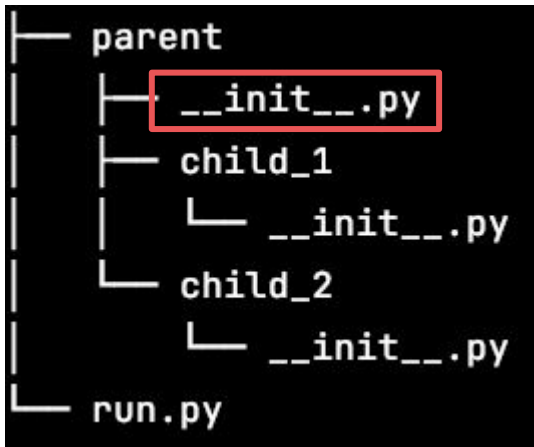 ├── parent
│   ├── __init__.py
│   ├── child_1
│   │   └── __init__.py
│   └── child_2
│       └── __init__.py
└── run.py